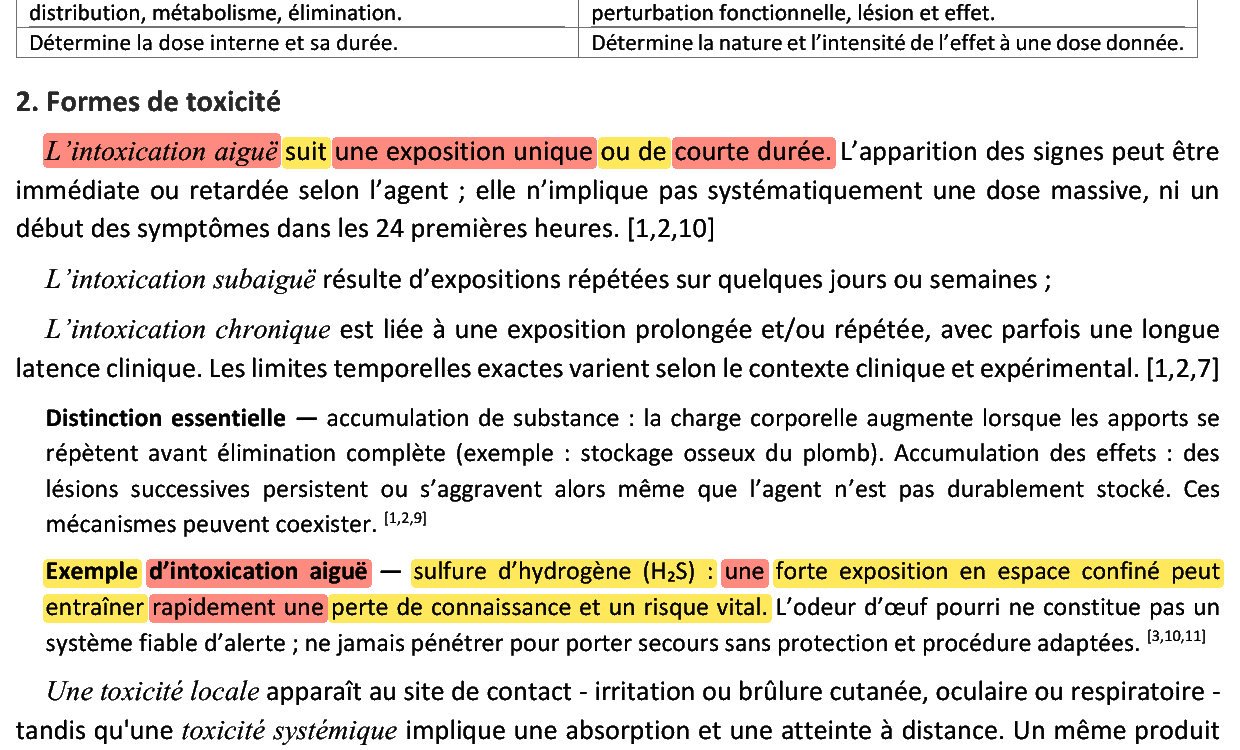 distribution, métabolisme, élimination.
perturbation fonctionnelle, lésion et effet.
Détermine la dose interne et sa durée.
Détermine la nature et l’intensité de l’effet à une dose donnée.
2. Formes de toxicité
L’intoxication aiguë suit une exposition unique ou de courte durée. L’apparition des signes peut être
immédiate ou retardée selon l’agent ; elle n’implique pas systématiquement une dose massive, ni un
début des symptômes dans les 24 premières heures. [1,2,10]
L’intoxication subaiguë résulte d’expositions répétées sur quelques jours ou semaines ;
L’intoxication chronique est liée à une exposition prolongée et/ou répétée, avec parfois une longue
latence clinique. Les limites temporelles exactes varient selon le contexte clinique et expérimental. [1,2,7]
Distinction essentielle — accumulation de substance : la charge corporelle augmente lorsque les apports se
répètent avant élimination complète (exemple : stockage osseux du plomb). Accumulation des effets : des
lésions successives persistent ou s’aggravent alors même que l’agent n’est pas durablement stocké. Ces
mécanismes peuvent coexister. [1,2,9]
Exemple d’intoxication aiguë — sulfure d’hydrogène (H₂S) : une forte exposition en espace confiné peut
entraîner rapidement une perte de connaissance et un risque vital. L’odeur d’œuf pourri ne constitue pas un
système fiable d’alerte ; ne jamais pénétrer pour porter secours sans protection et procédure adaptées. [3,10,11]
Une toxicité locale apparaît au site de contact - irritation ou brûlure cutanée, oculaire ou respiratoire -
tandis qu'une toxicité systémique implique une absorption et une atteinte à distance. Un même produit